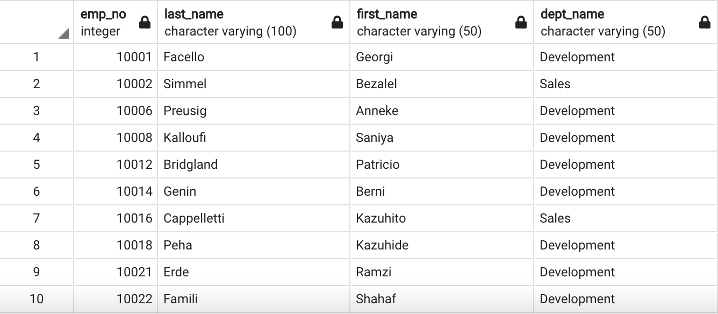 emp_no last_name first_name dept_name
integer character varying (100) character varying (50) character varying (50)
1 10001 Facello Georgi Development
2 10002 Simmel Bezalel Sales
3 10006 Preusig Anneke Development
4 10008 Kalloufi Saniya Development
5 10012 Bridgland Patricio Development
6 10014 Genin Berni Development
7 10016 Cappelletti Kazuhito Sales
8 10018 Peha Kazuhide Development
9 10021 Erde Ramzi Development
10 10022 Famili Shahaf Development